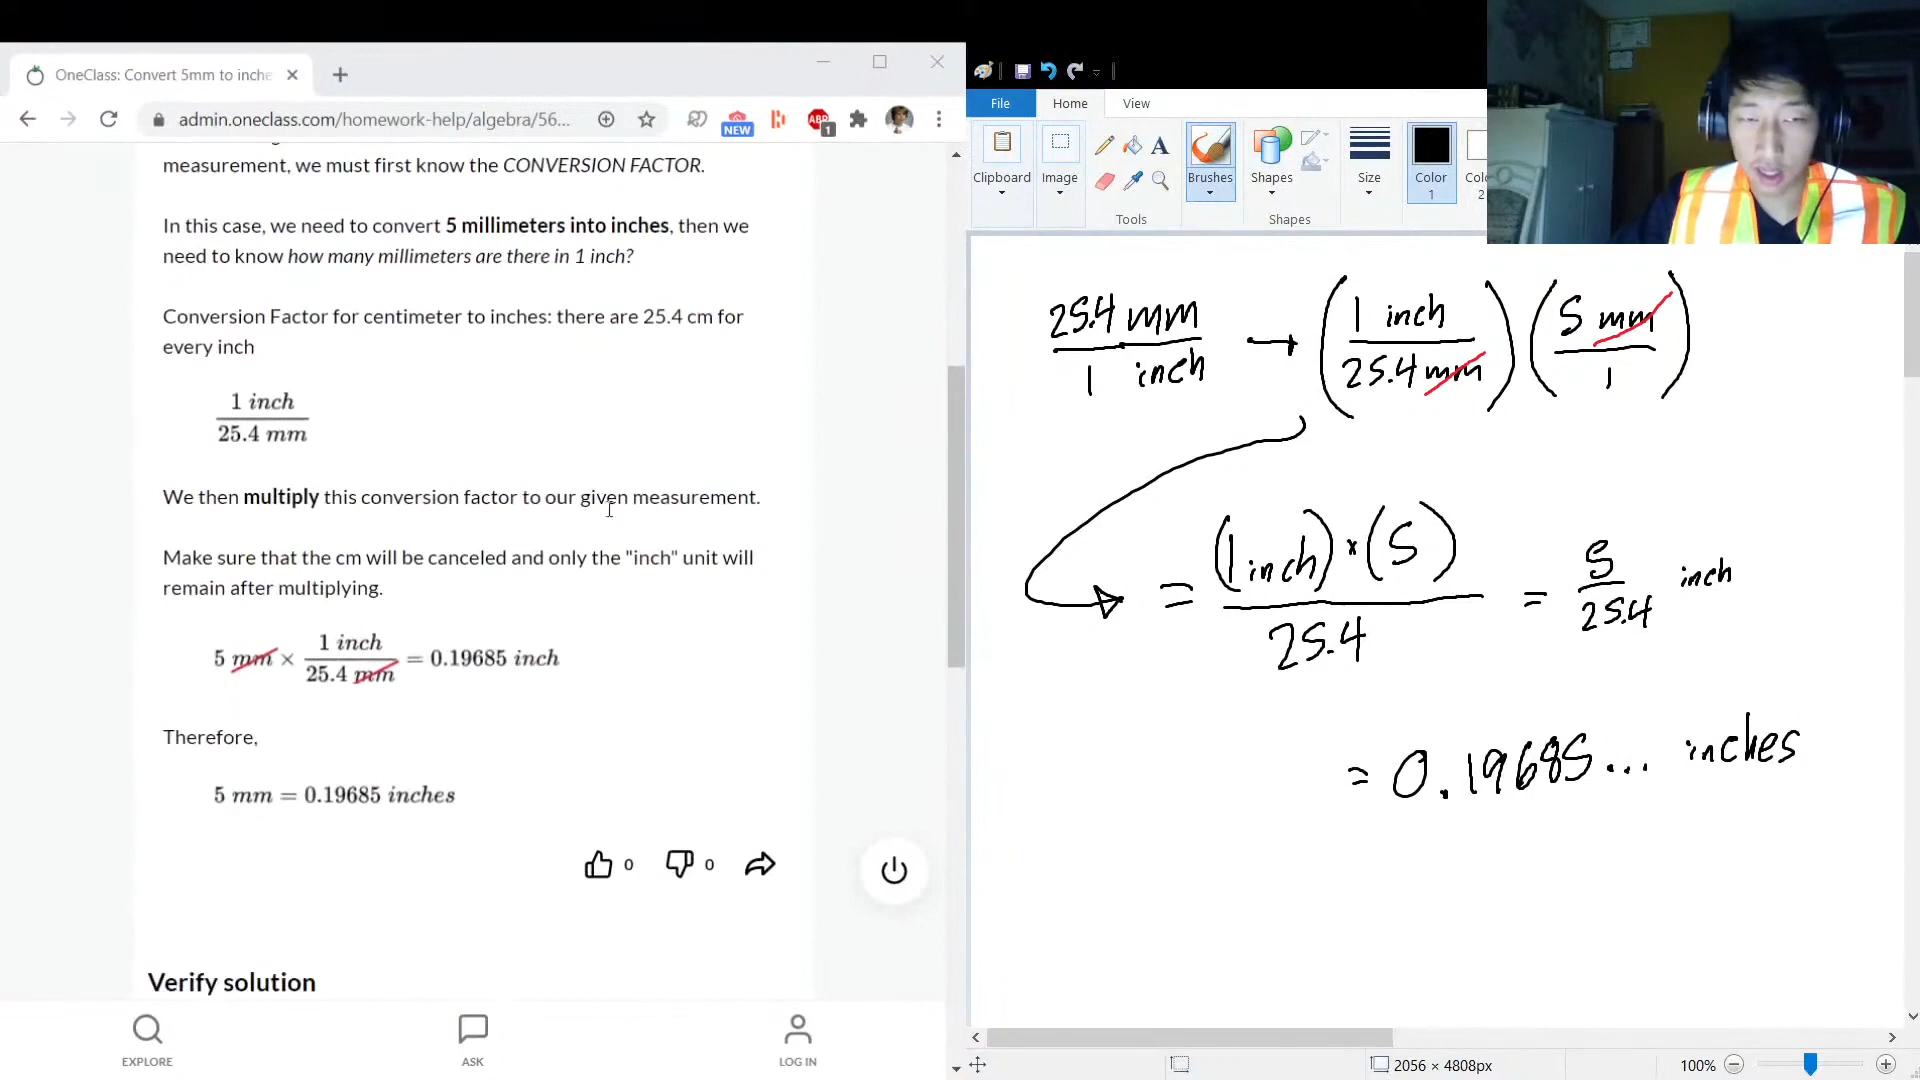 OneClass: Convert 5mm to inche
admin.oneclass.com/homework-help/algebra/56...
NEW
ABP
1
measurement, we must first know the CONVERSION FACTOR.
In this case, we need to convert 5 millimeters into inches, then we
need to know how many millimeters are there in 1 inch?
Conversion Factor for centimeter to inches: there are 25.4 cm for
every inch
1 inch
25.4 mm
We then multiply this conversion factor to our given measurement.
Make sure that the cm will be canceled and only the "inch" unit will
remain after multiplying.
5 mm × 1 inch / 25.4 mm = 0.19685 inch
Therefore,
5 mm = 0.19685 inches
0 0
Verify solution
EXPLORE ASK LOG IN
File Home View
Clipboard Image Brushes Shapes Size Color
1 2
Tools Shapes
25.4 mm / 1 inch → (1 inch / 25.4 mm) (5 mm / 1)
= (1 inch) × (5) / 25.4 = 5 / 25.4 inch
= 0.19685... inches
2056 × 4808px 100%